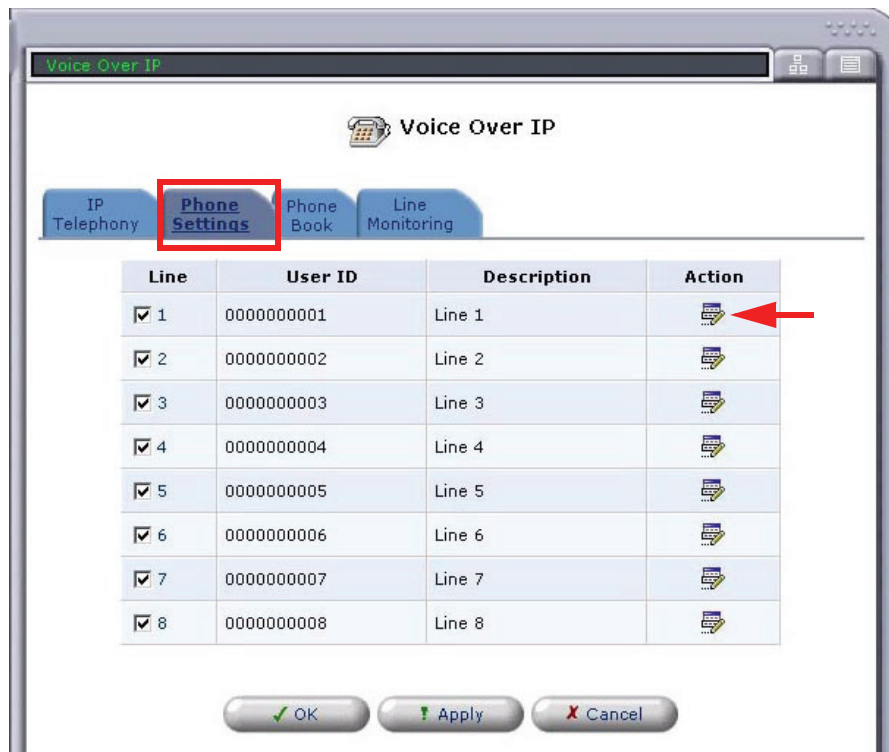 Voice Over IP
Voice Over IP
IP Telephony
Phone Settings
Phone Book
Line Monitoring
Line User ID Description Action
1 0000000001 Line 1
2 0000000002 Line 2
3 0000000003 Line 3
4 0000000004 Line 4
5 0000000005 Line 5
6 0000000006 Line 6
7 0000000007 Line 7
8 0000000008 Line 8
OK Apply Cancel